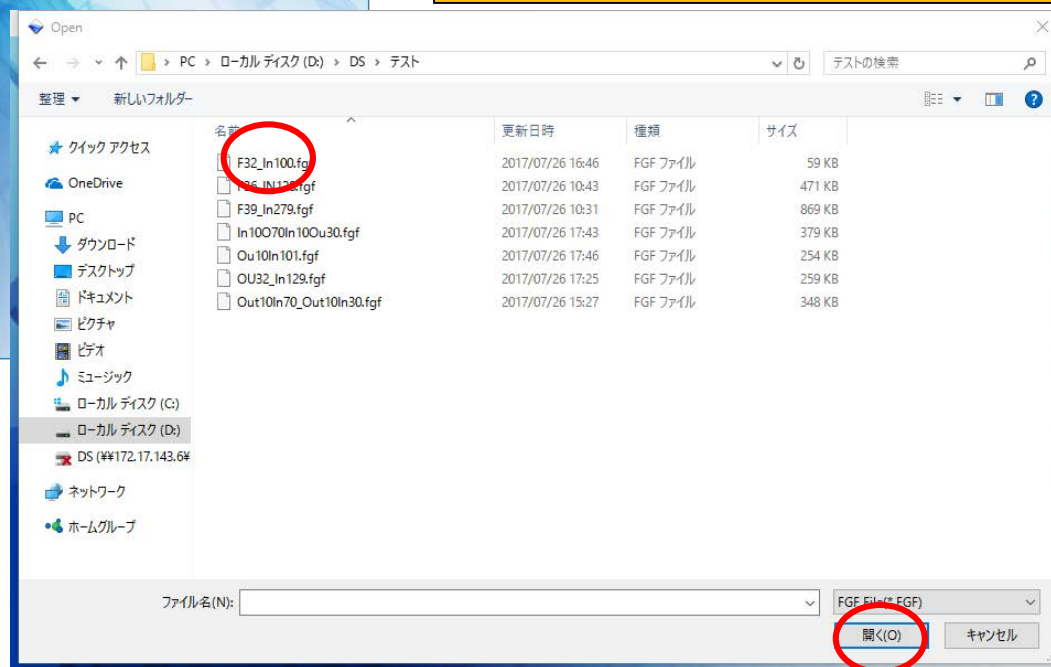 Open
PC › ローカル ディスク (D:) › DS › テスト
テストの検索
整理
新しいフォルダー
名前 更新日時 種類 サイズ
F32_In100.fgf 2017/07/26 16:46 FGF ファイル 59 KB
2017/07/26 10:43 FGF ファイル 471 KB
F39_In279.fgf 2017/07/26 10:31 FGF ファイル 869 KB
In10O70In10Ou30.fgf 2017/07/26 17:43 FGF ファイル 379 KB
Ou10In101.fgf 2017/07/26 17:46 FGF ファイル 254 KB
OU32_In129.fgf 2017/07/26 17:25 FGF ファイル 259 KB
Out10In70_Out10In30.fgf 2017/07/26 15:27 FGF ファイル 348 KB
クイック アクセス
OneDrive
PC
ダウンロード
デスクトップ
ドキュメント
ピクチャ
ビデオ
ミュージック
ローカル ディスク (C:)
ローカル ディスク (D:)
DS (¥¥172.17.143.6¥
ネットワーク
ホームグループ
ファイル名(N):
FGF File(*.FGF)
開く(O) キャンセル